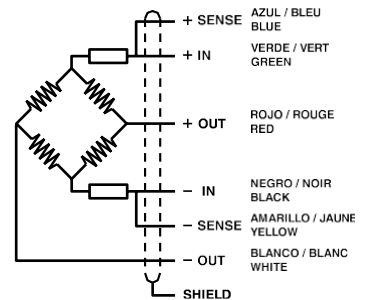 + SENSE AZUL / BLEU
BLUE
+ IN VERDE / VERT
GREEN
+ OUT ROJO / ROUGE
RED
− IN NEGRO / NOIR
BLACK
− SENSE AMARILLO / JAUNE
YELLOW
− OUT BLANCO / BLANC
WHITE
SHIELD